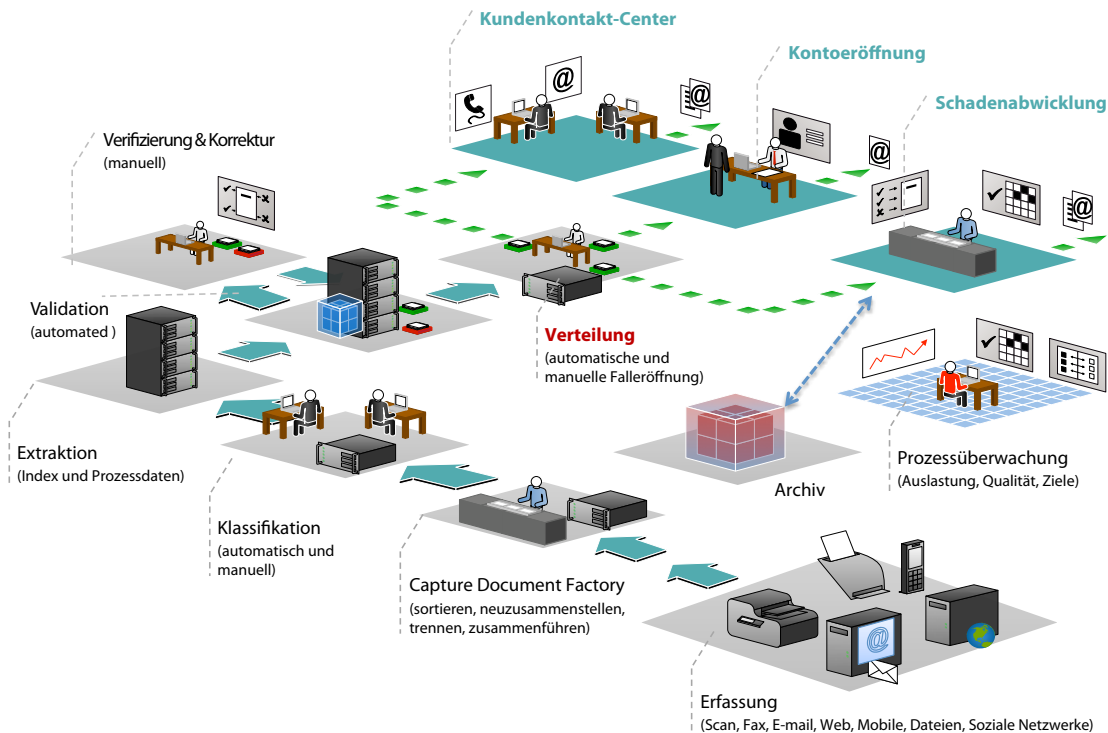 Kundenkontakt-Center
Kontoeröffnung
Schadenabwicklung
Verifizierung & Korrektur
(manuell)
Validation
(automated )
Verteilung
(automatische und
manuelle Falleröffnung)
Extraktion
(Index und Prozessdaten)
Klassifikation
(automatisch und
manuell)
Archiv
Prozessüberwachung
(Auslastung, Qualität, Ziele)
Capture Document Factory
(sortieren, neuzusammenstellen,
trennen, zusammenführen)
Erfassung
(Scan, Fax, E-mail, Web, Mobile, Dateien, Soziale Netzwerke)